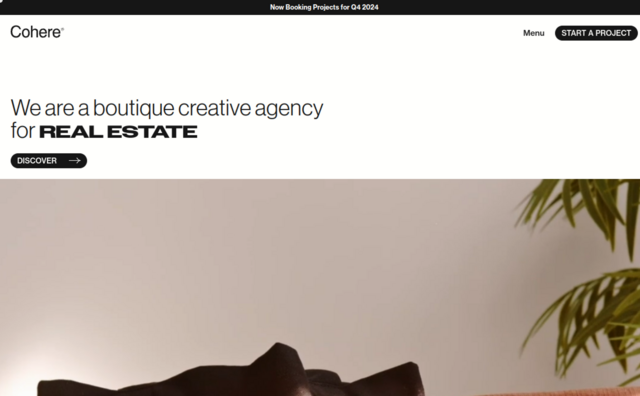 Now Booking Projects for Q4 2024
Cohere®
Menu
START A PROJECT
We are a boutique creative agency
for REAL ESTATE
DISCOVER →